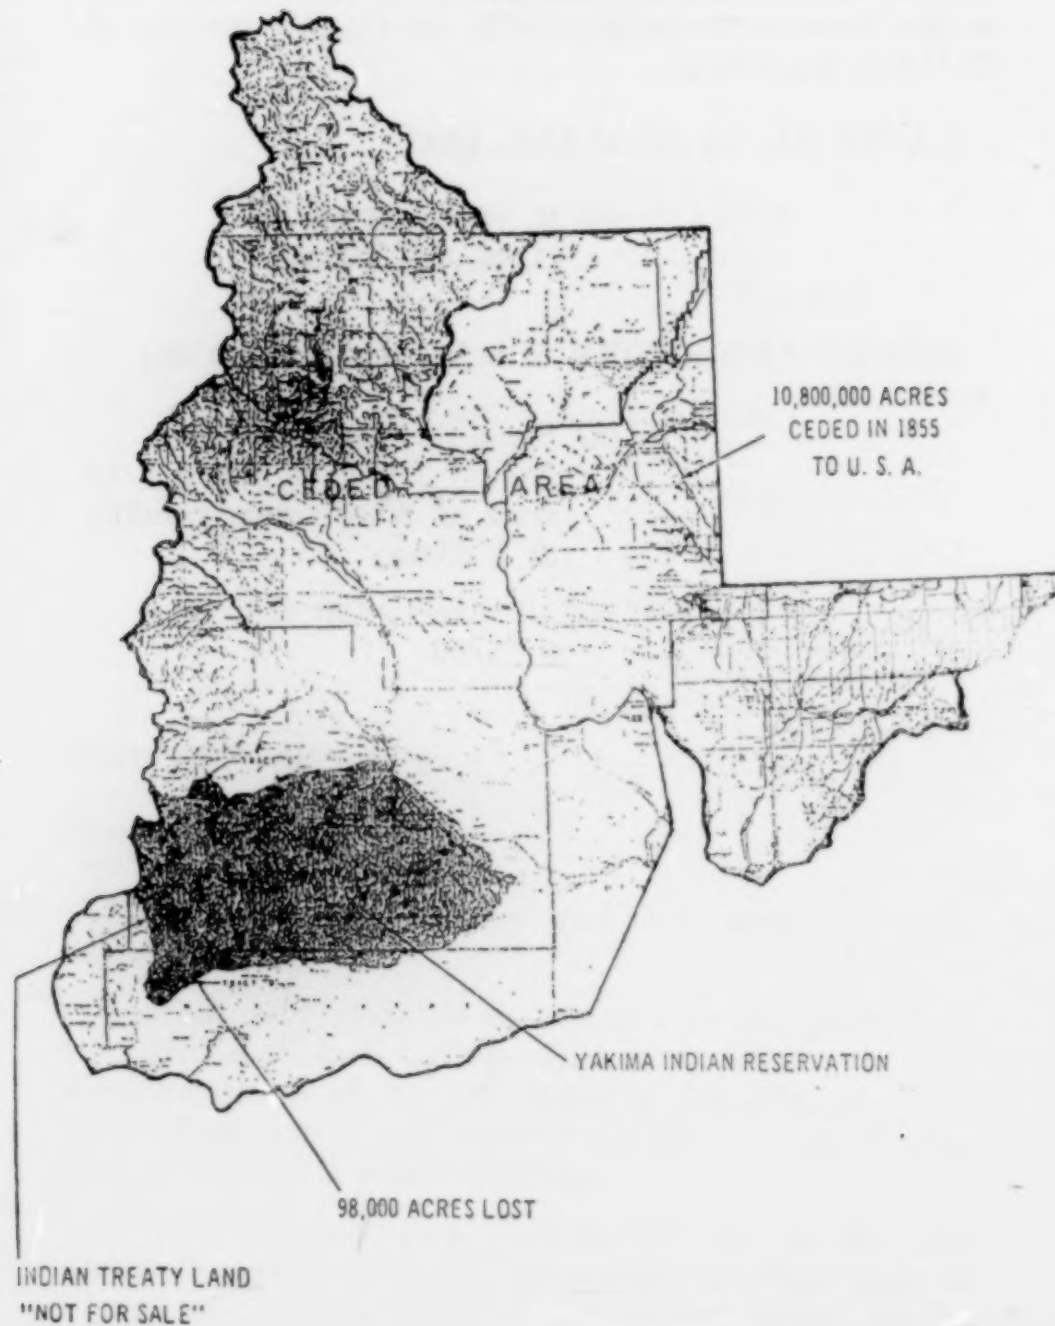 10,800,000 ACRES
CEDED IN 1855
TO U. S. A.
CEDED AREA
YAKIMA INDIAN RESERVATION
98,000 ACRES LOST
INDIAN TREATY LAND
"NOT FOR SALE"